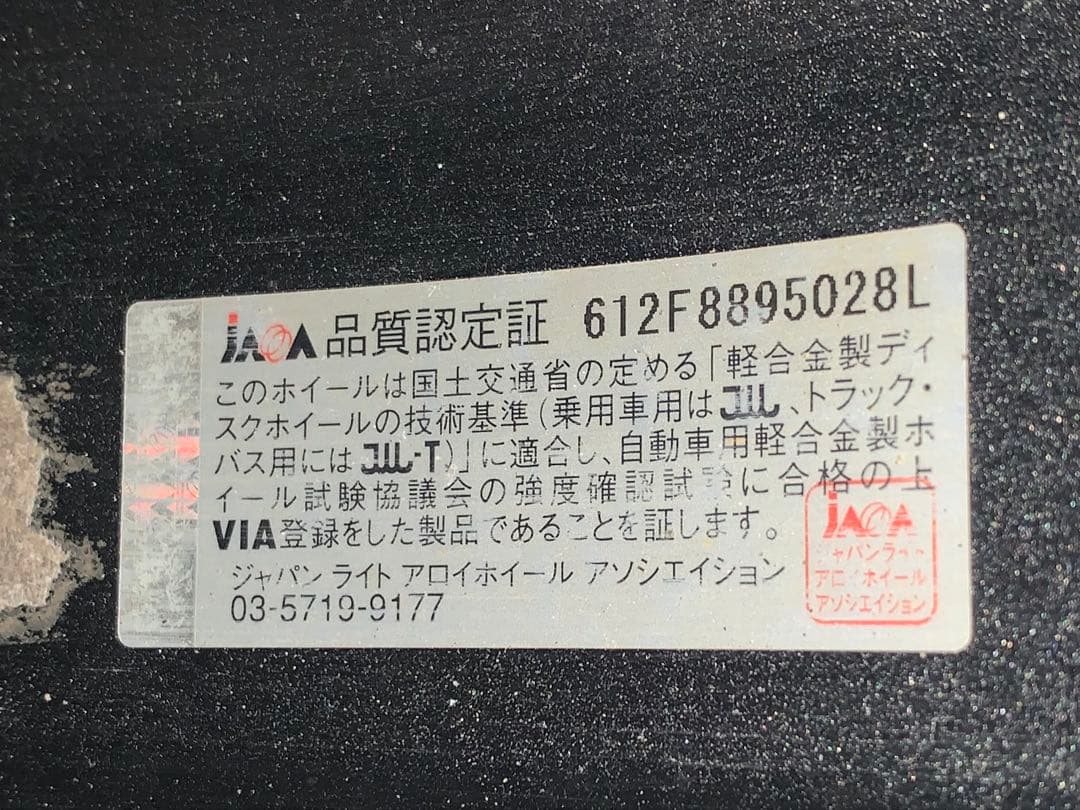 JAWA 品質認定証 612F8895028L
このホイールは国土交通省の定める「軽合金製ディ
スクホイールの技術基準(乗用車用はJWL、トラック・
バス用にはJWL-T)」に適合し、自動車用軽合金製ホ
イール試験協議会の強度確認試験に合格の上
VIA登録をした製品であることを証します。
ジャパン ライト アロイホイール アソシエイション
03-5719-9177
JAWA
ジャパンライト
アロイホイール
アソシエイション